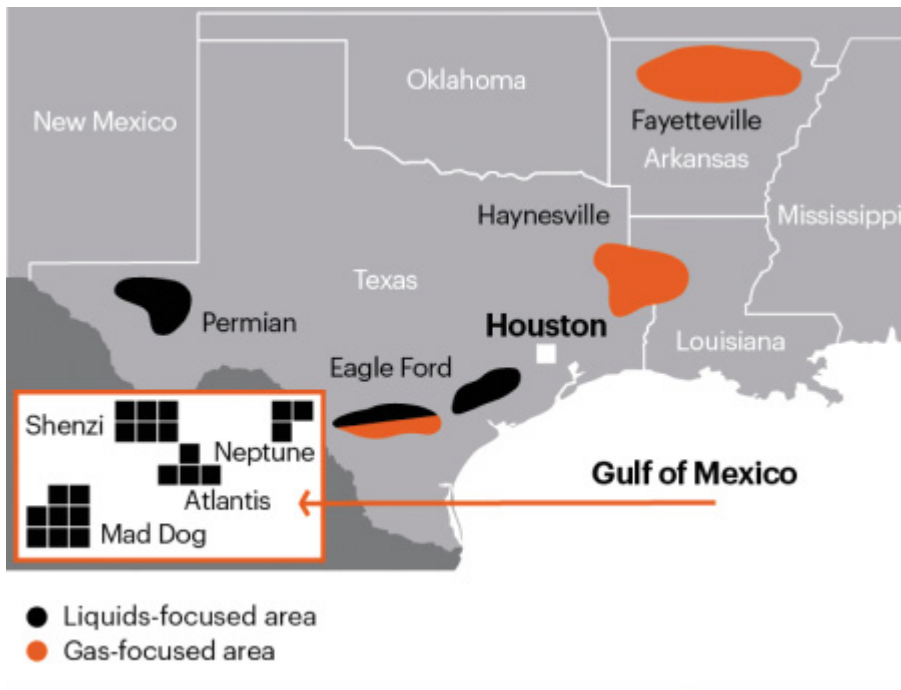 Oklahoma
New Mexico
Fayetteville
Arkansas
Haynesville
Mississippi
Texas
Permian
Houston
Louisiana
Eagle Ford
Shenzi
Neptune
Gulf of Mexico
Atlantis
Mad Dog
Liquids-focused area
Gas-focused area